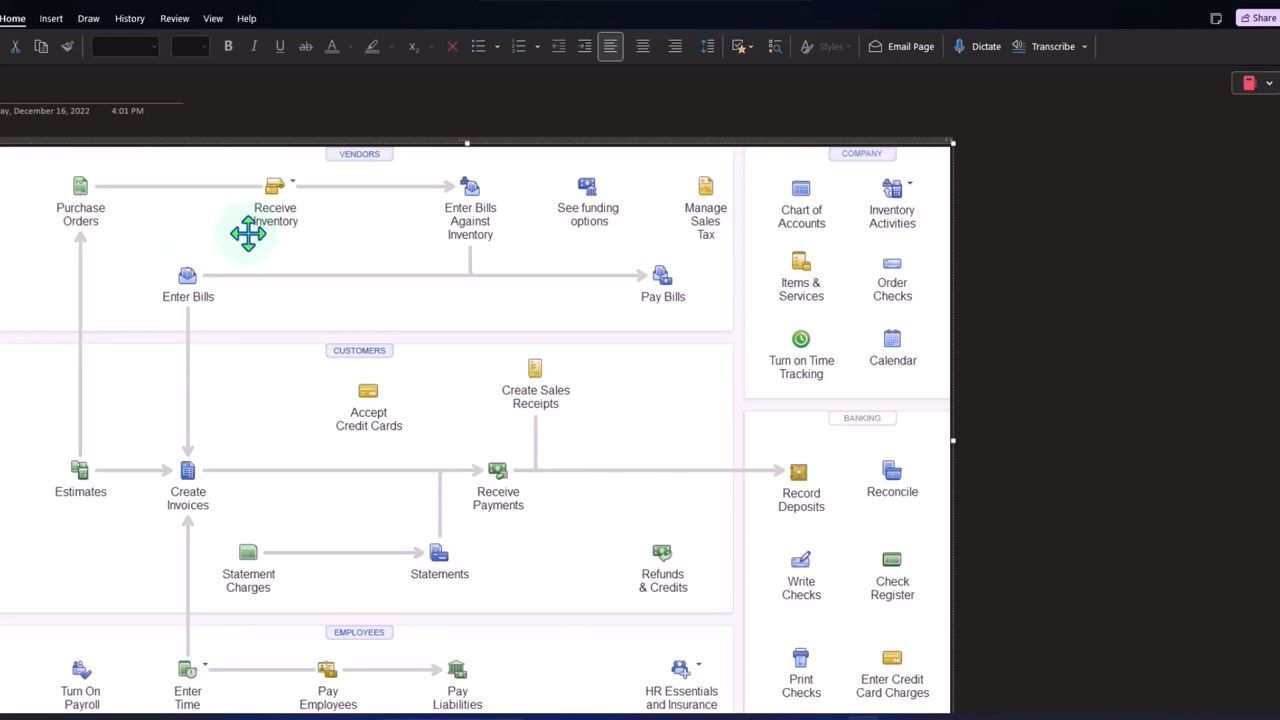 Home Insert Draw History Review View Help
Share
B I U ab A x
Styles Email Page Dictate Transcribe
ay, December 16, 2022 4:01 PM
VENDORS
COMPANY
Purchase
Orders
Receive
Inventory
Enter Bills
Against
Inventory
See funding
options
Manage
Sales
Tax
Chart of
Accounts
Inventory
Activities
Enter Bills
Pay Bills
Items &
Services
Order
Checks
Turn on Time
Tracking
Calendar
CUSTOMERS
Accept
Credit Cards
Create Sales
Receipts
BANKING
Estimates
Create
Invoices
Receive
Payments
Record
Deposits
Reconcile
Statement
Charges
Statements
Refunds
& Credits
Write
Checks
Check
Register
EMPLOYEES
Turn On
Payroll
Enter
Time
Pay
Employees
Pay
Liabilities
HR Essentials
and Insurance
Print
Checks
Enter Credit
Card Charges